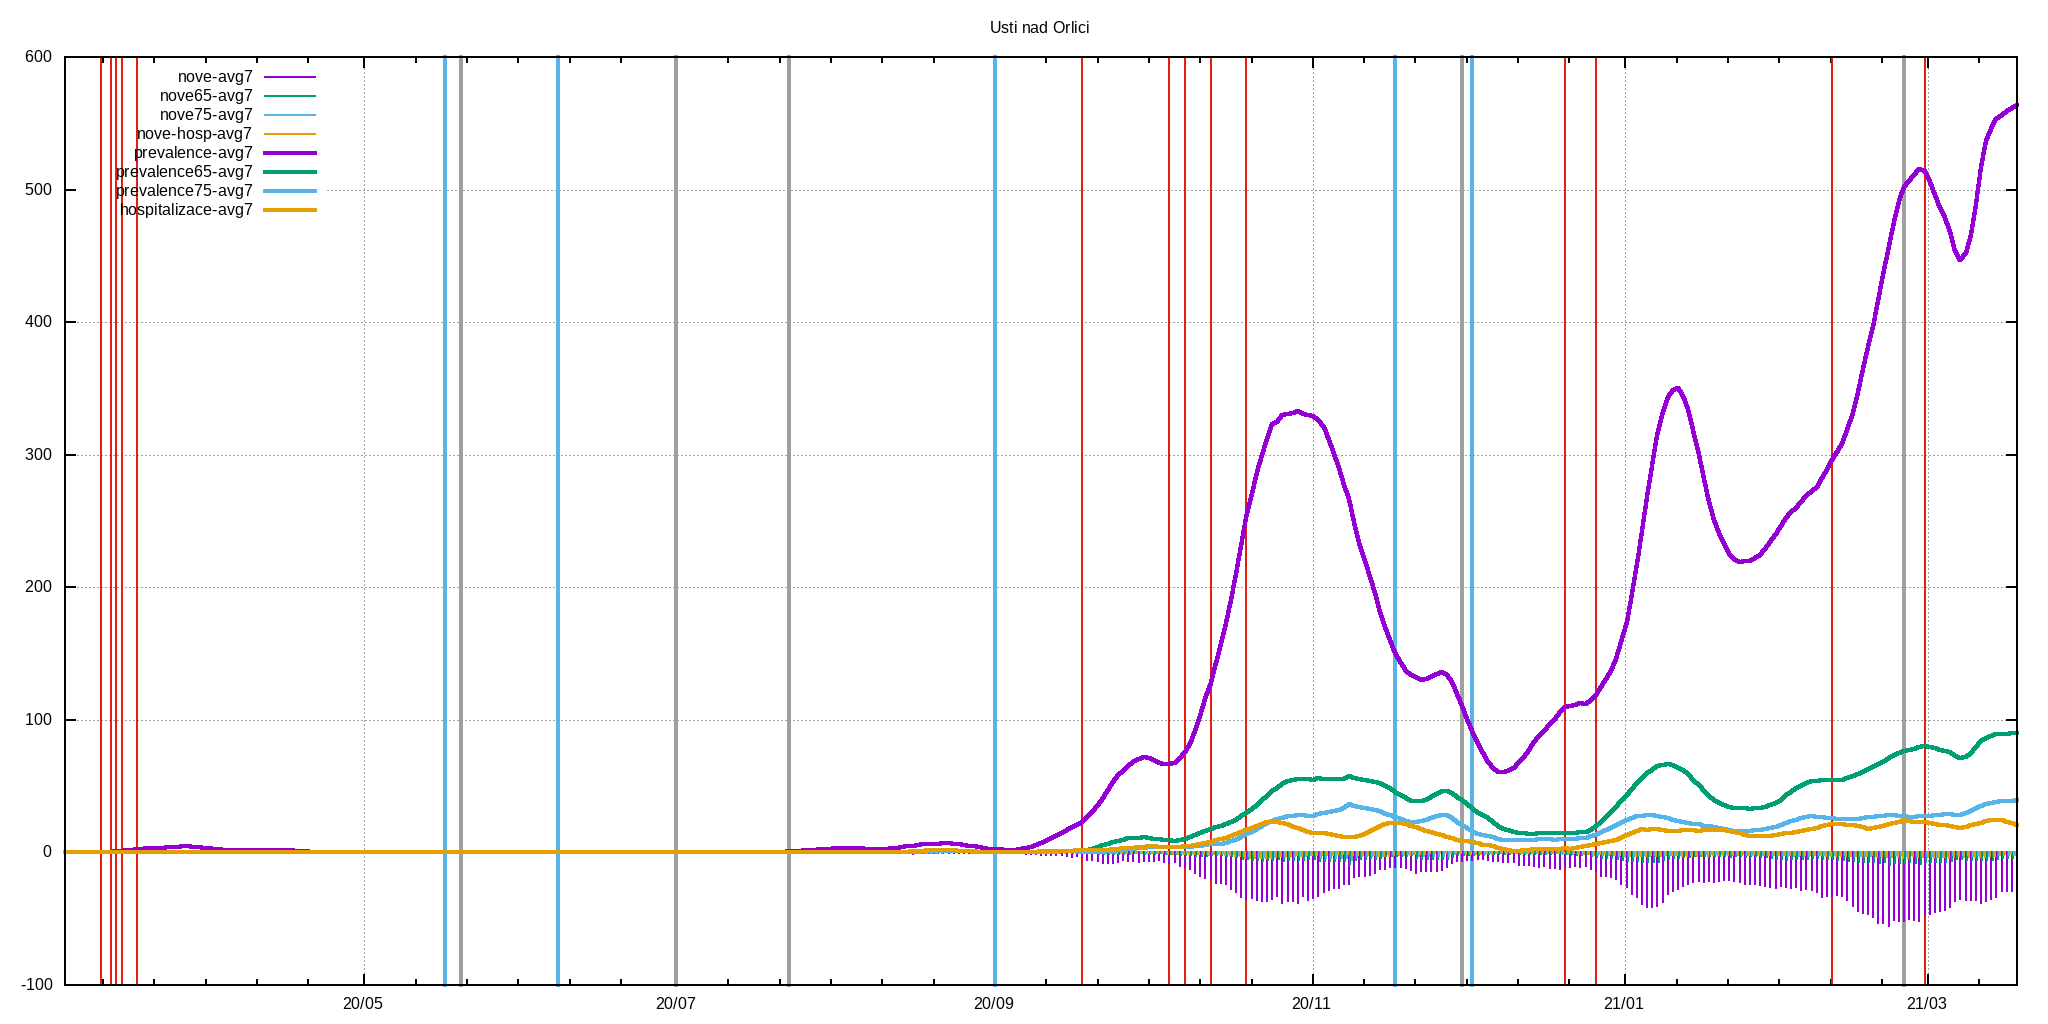 Usti nad Orlici
600
500
400
300
200
100
0
-100
nove-avg7
nove65-avg7
nove75-avg7
nove-hosp-avg7
prevalence-avg7
prevalence65-avg7
prevalence75-avg7
hospitalizace-avg7
20/05
20/07
20/09
20/11
21/01
21/03